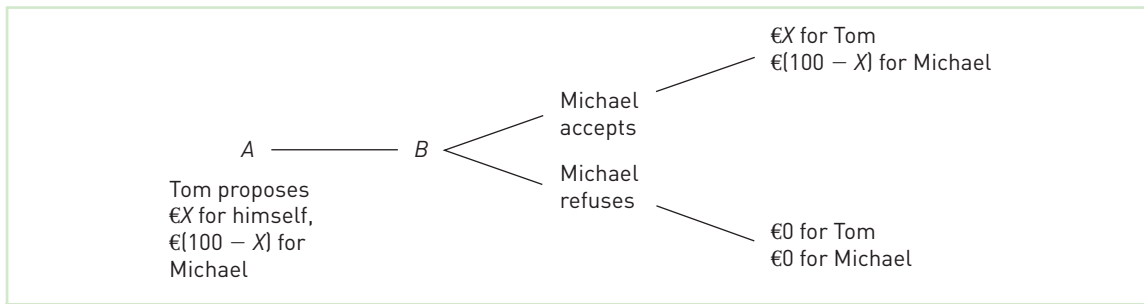 €X for Tom
€(100 − X) for Michael
Michael
accepts
A
B
Michael
refuses
Tom proposes
€X for himself,
€(100 − X) for
Michael
€0 for Tom
€0 for Michael